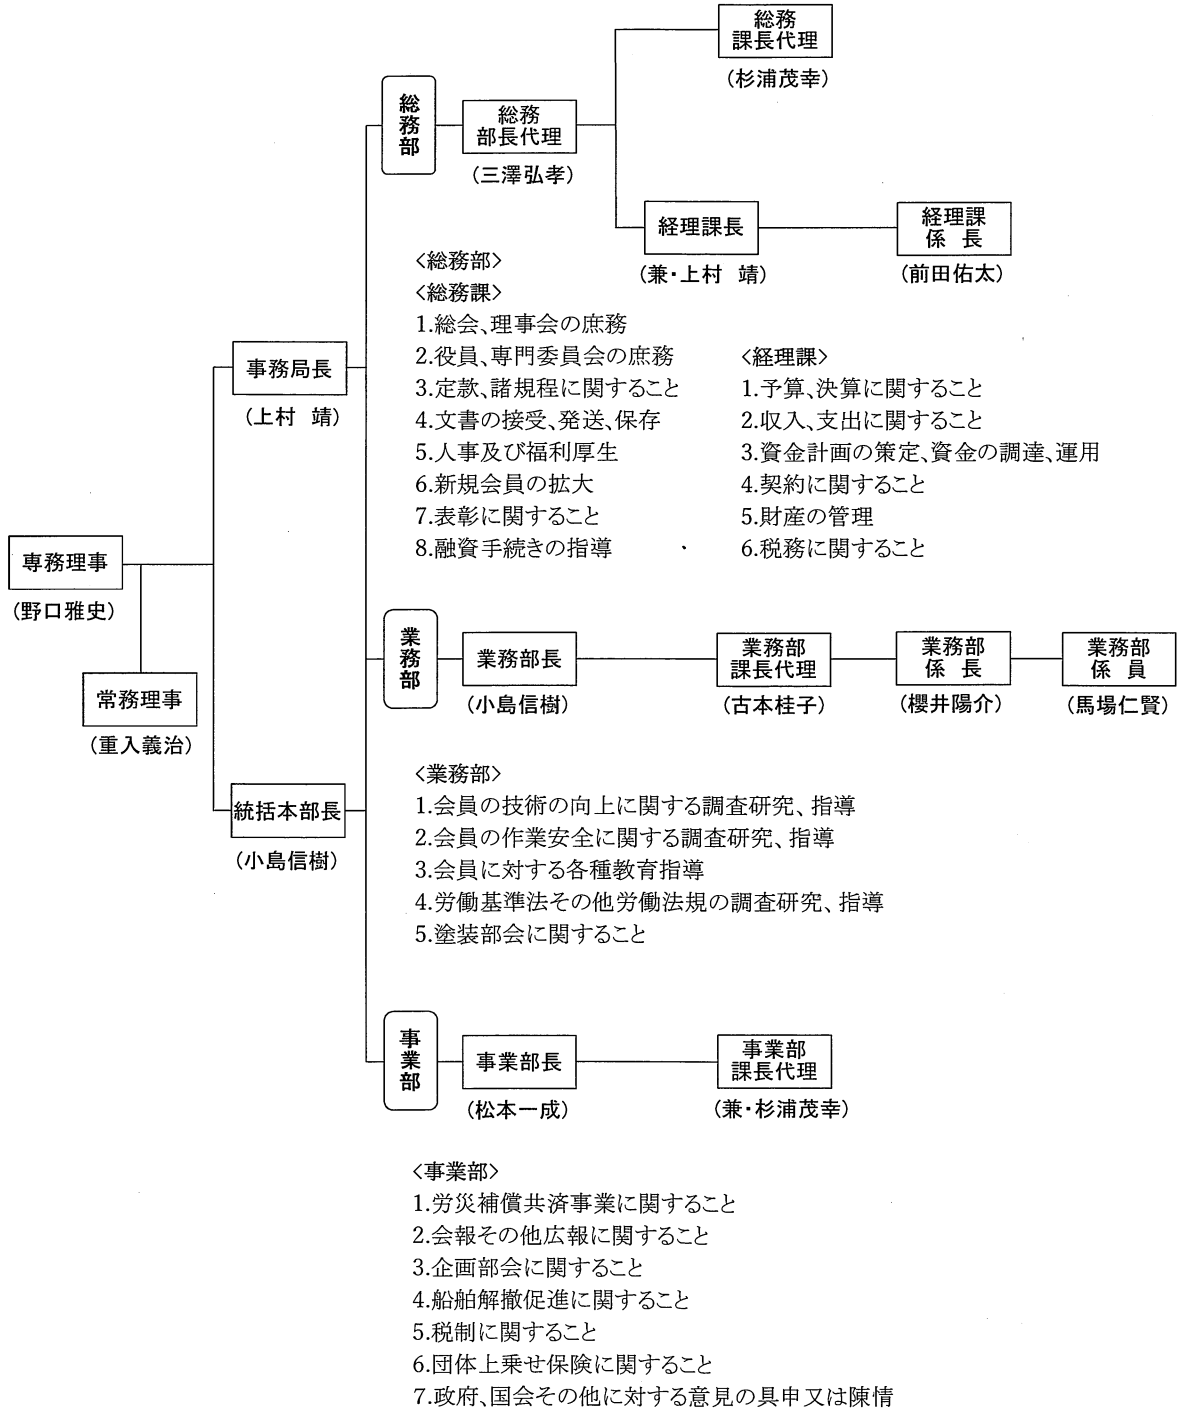 総務
課長代理
(杉浦茂幸)
総務部
総務
部長代理
(三澤弘孝)
経理課長
(兼・上村 靖)
経理課
係 長
(前田佑太)
<総務部>
<総務課>
1.総会、理事会の庶務
2.役員、専門委員会の庶務
3.定款、諸規程に関すること
4.文書の接受、発送、保存
5.人事及び福利厚生
6.新規会員の拡大
7.表彰に関すること
8.融資手続きの指導
<経理課>
1.予算、決算に関すること
2.収入、支出に関すること
3.資金計画の策定、資金の調達、運用
4.契約に関すること
5.財産の管理
6.税務に関すること
事務局長
(上村 靖)
専務理事
(野口雅史)
常務理事
(重入義治)
統括本部長
(小島信樹)
業務部
業務部長
(小島信樹)
業務部
課長代理
(古本桂子)
業務部
係 長
(櫻井陽介)
業務部
係 員
(馬場仁賢)
<業務部>
1.会員の技術の向上に関する調査研究、指導
2.会員の作業安全に関する調査研究、指導
3.会員に対する各種教育指導
4.労働基準法その他労働法規の調査研究、指導
5.塗装部会に関すること
事業部
事業部長
(松本一成)
事業部
課長代理
(兼・杉浦茂幸)
<事業部>
1.労災補償共済事業に関すること
2.会報その他広報に関すること
3.企画部会に関すること
4.船舶解撤促進に関すること
5.税制に関すること
6.団体上乗せ保険に関すること
7.政府、国会その他に対する意見の具申又は陳情